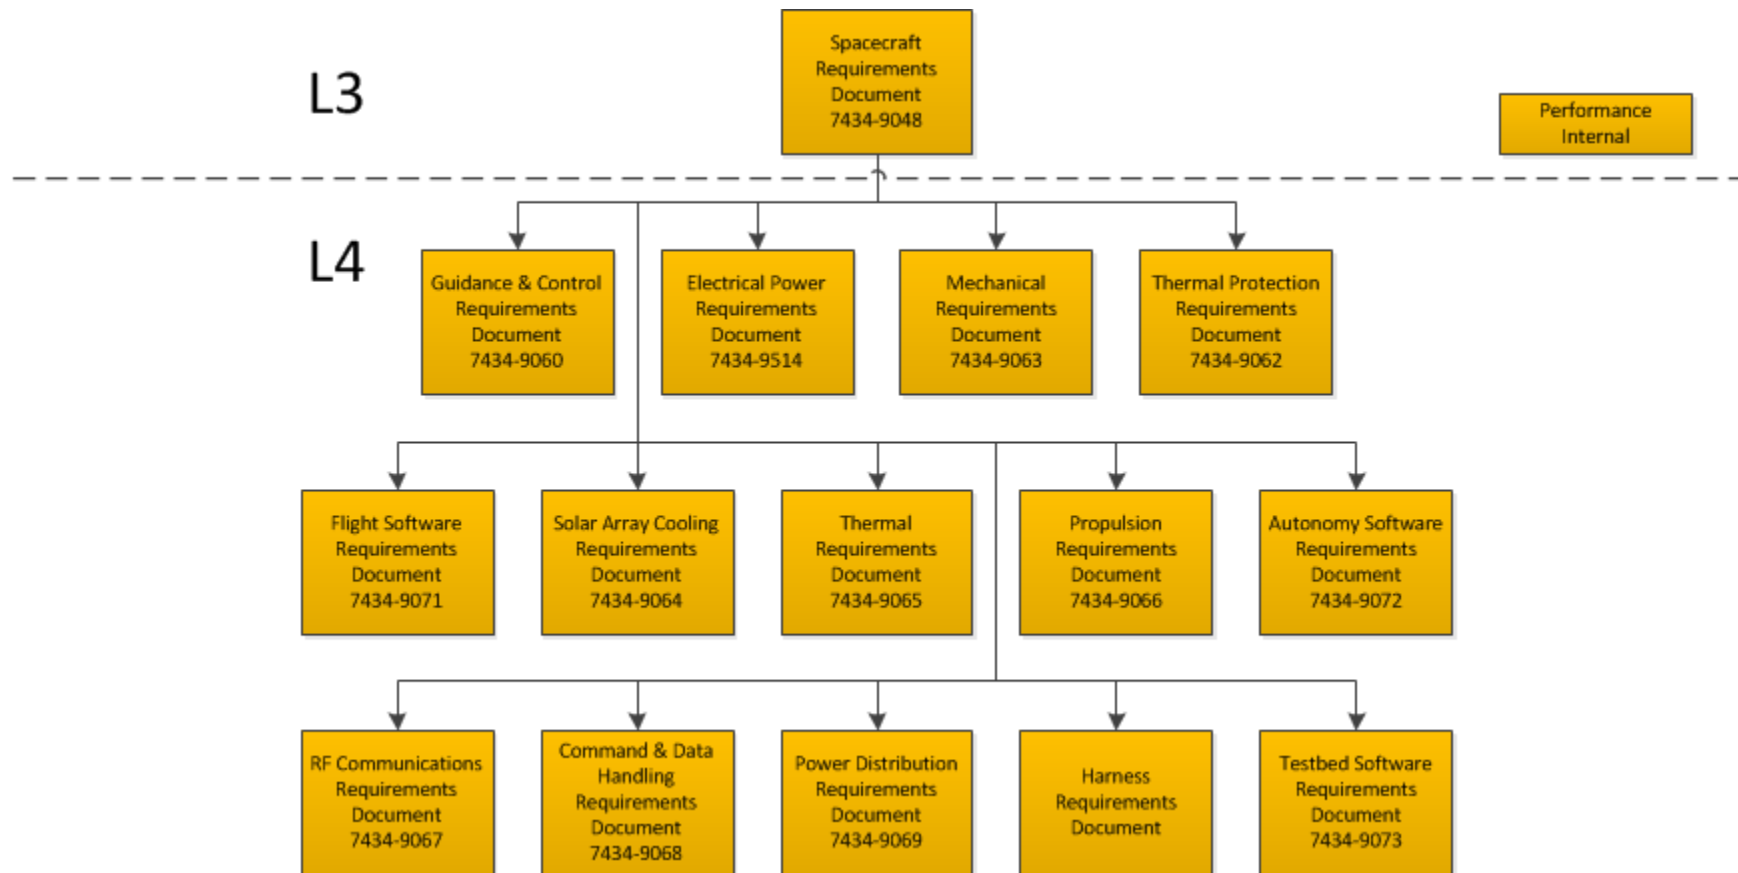 L3
Spacecraft
Requirements
Document
7434-9048
Performance
Internal
L4
Guidance & Control
Requirements
Document
7434-9060
Electrical Power
Requirements
Document
7434-9514
Mechanical
Requirements
Document
7434-9063
Thermal Protection
Requirements
Document
7434-9062
Flight Software
Requirements
Document
7434-9071
Solar Array Cooling
Requirements
Document
7434-9064
Thermal
Requirements
Document
7434-9065
Propulsion
Requirements
Document
7434-9066
Autonomy Software
Requirements
Document
7434-9072
RF Communications
Requirements
Document
7434-9067
Command & Data
Handling
Requirements
Document
7434-9068
Power Distribution
Requirements
Document
7434-9069
Harness
Requirements
Document
Testbed Software
Requirements
Document
7434-9073